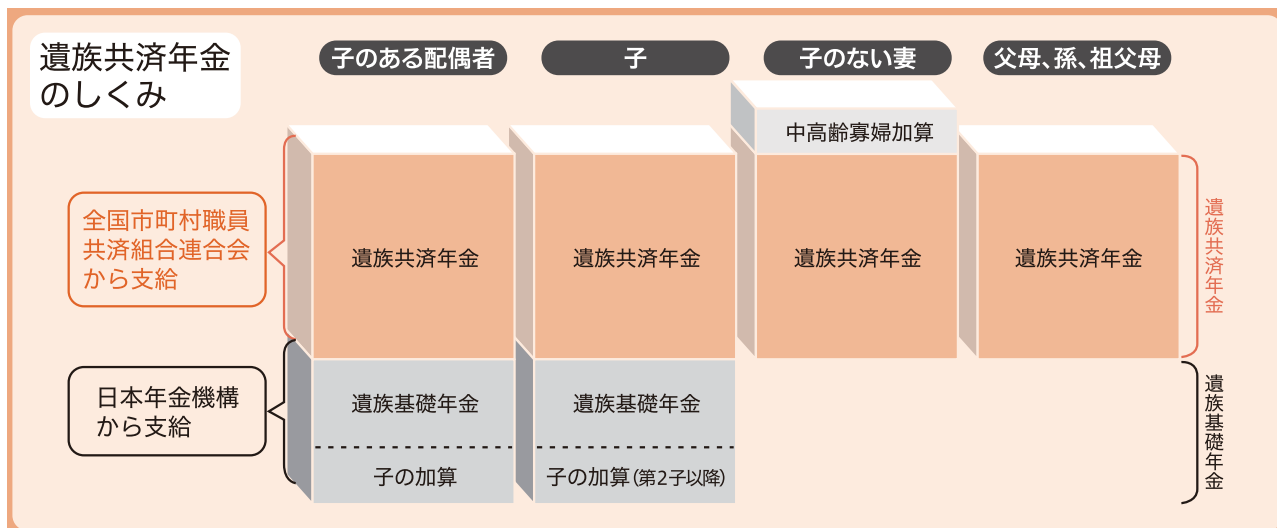 遺族共済年金
のしくみ
子のある配偶者
子
子のない妻
父母、孫、祖父母
中高齢寡婦加算
全国市町村職員
共済組合連合会
から支給
遺族共済年金
遺族共済年金
遺族共済年金
遺族共済年金
遺族共済年金
日本年金機構
から支給
遺族基礎年金
遺族基礎年金
遺族基礎年金
子の加算
子の加算(第2子以降)